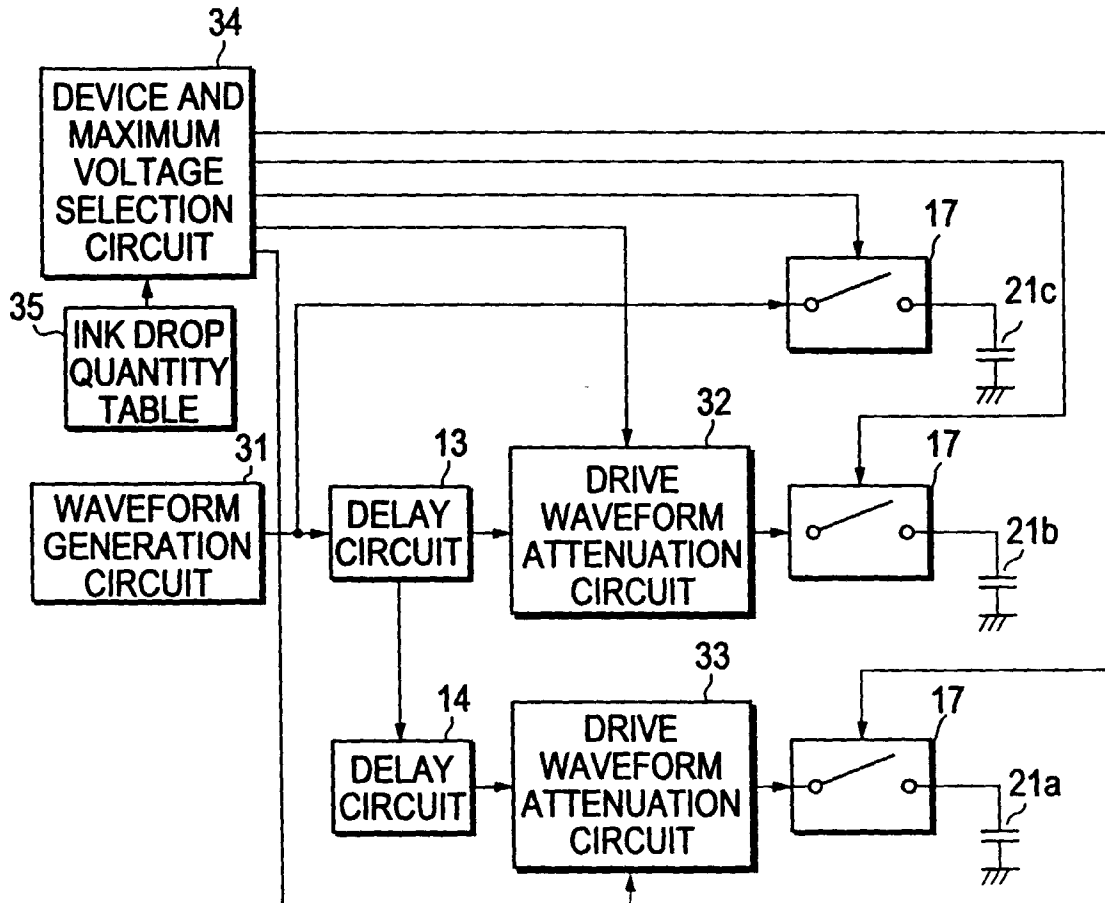 34
DEVICE AND
MAXIMUM
VOLTAGE
SELECTION
CIRCUIT
35
INK DROP
QUANTITY
TABLE
17
21c
31
WAVEFORM
GENERATION
CIRCUIT
13
DELAY
CIRCUIT
32
DRIVE
WAVEFORM
ATTENUATION
CIRCUIT
17
21b
14
DELAY
CIRCUIT
33
DRIVE
WAVEFORM
ATTENUATION
CIRCUIT
17
21a